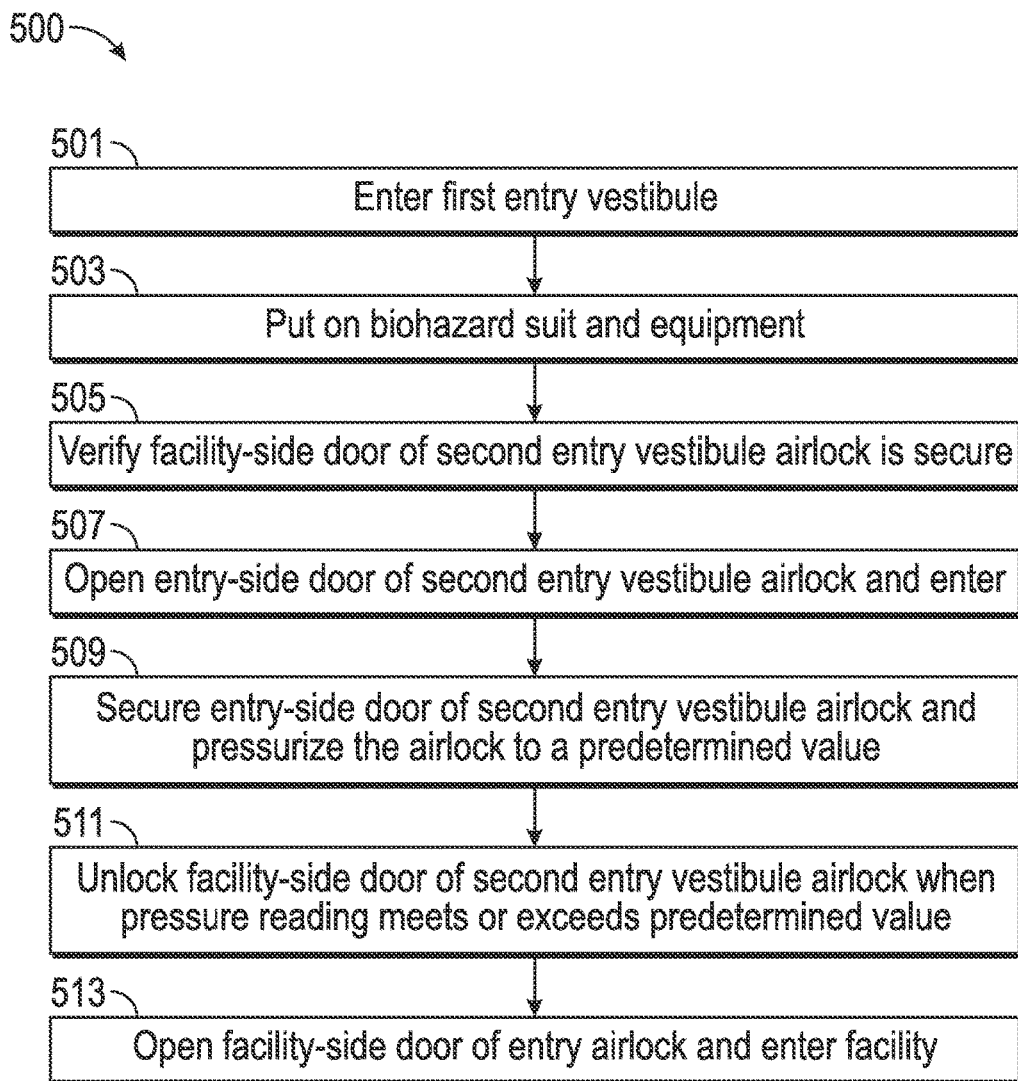 500
501
Enter first entry vestibule
503
Put on biohazard suit and equipment
505
Verify facility-side door of second entry vestibule airlock is secure
507
Open entry-side door of second entry vestibule airlock and enter
509
Secure entry-side door of second entry vestibule airlock and
pressurize the airlock to a predetermined value
511
Unlock facility-side door of second entry vestibule airlock when
pressure reading meets or exceeds predetermined value
513
Open facility-side door of entry airlock and enter facility